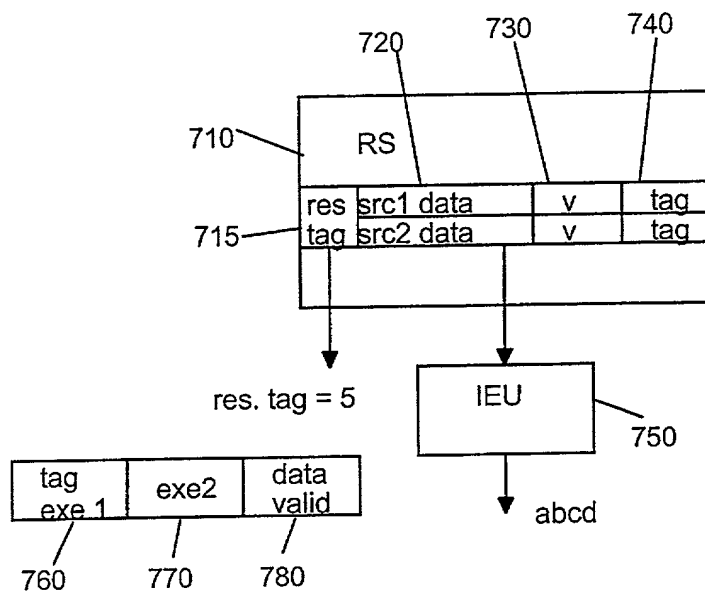 720
730
740
710
RS
res
src1 data
v
tag
715
tag
src2 data
v
tag
res. tag = 5
IEU
750
tag
exe 1
exe2
data
valid
abcd
760
770
780